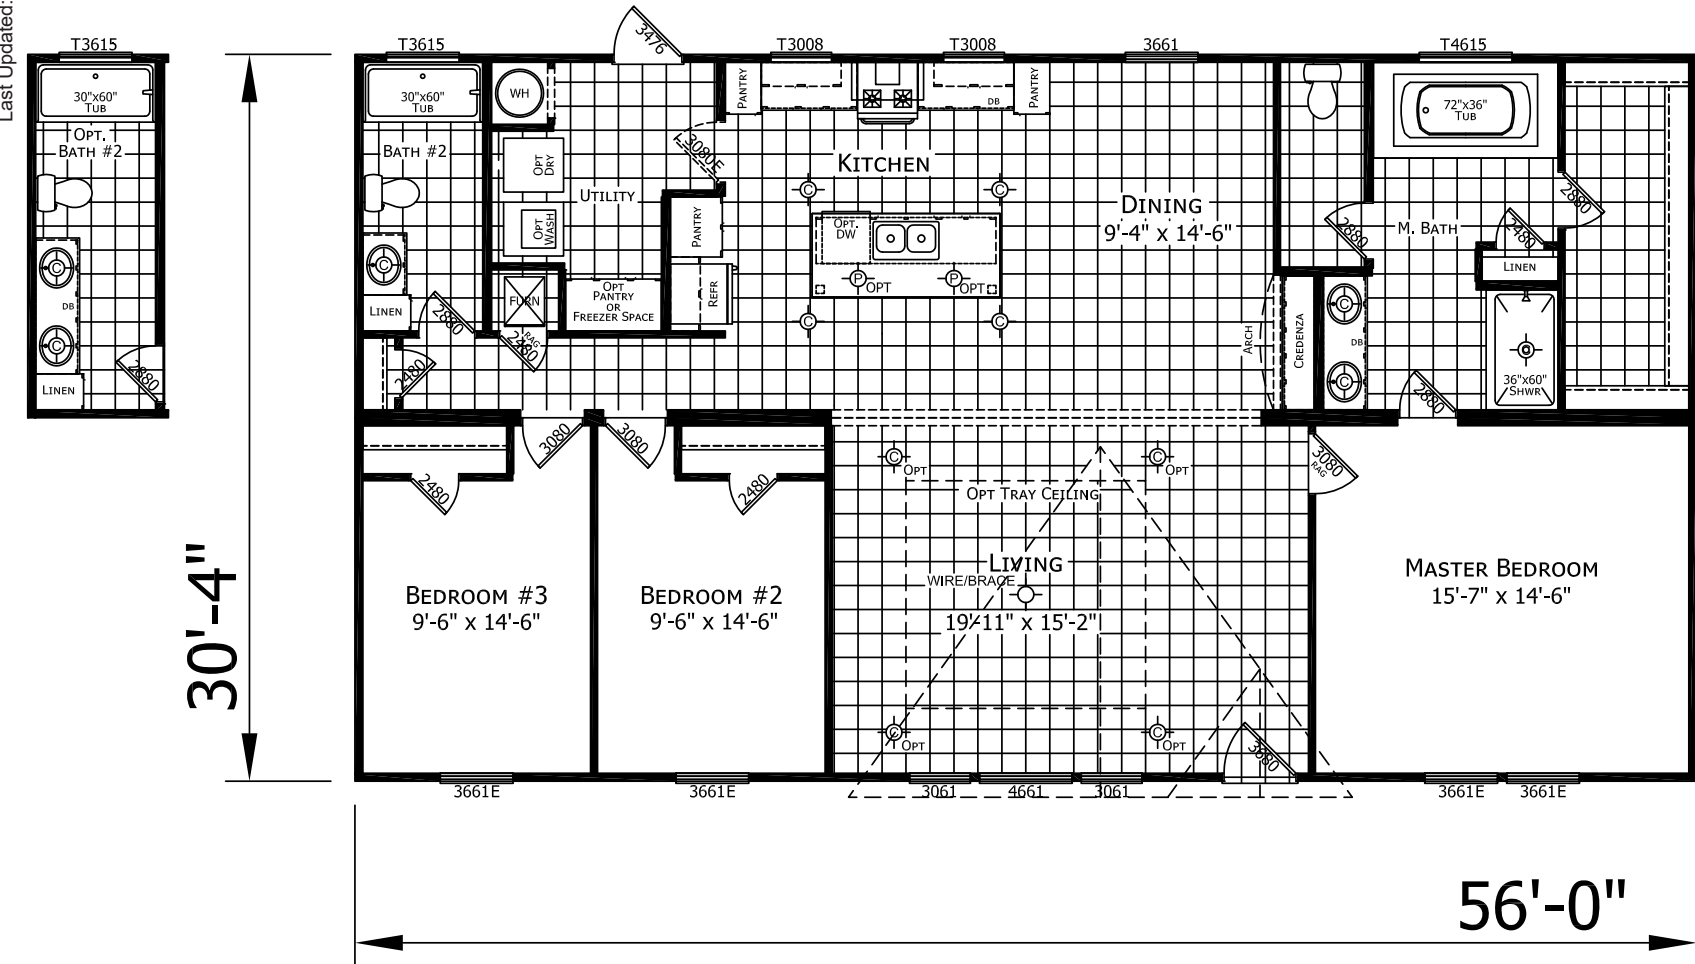 Last Updated:
T3615
30"x60"
TUB
OPT.
BATH #2
DB
LINEN
2880
30'-4"
T3615
3476
T3008
T3008
3661
T4615
30"x60"
TUB
BATH #2
LINEN
2880
2480
WH
OPT
DRY
OPT
WASH
UTILITY
3080E
FURN
RAG
2480
OPT
PANTRY
OR
FREEZER SPACE
PANTRY
REFR
PANTRY
DB
PANTRY
KITCHEN
OPT.
DW
P
OPT
P
OPT
C
C
C
C
DINING
9'-4" x 14'-6"
ARCH
CREDENZA
2880
72"x36"
TUB
M. BATH
2880
2480
LINEN
DB
36"x60"
SHWR
2880
3080
3080
2480
2480
BEDROOM #3
9'-6" x 14'-6"
BEDROOM #2
9'-6" x 14'-6"
C
OPT
C
OPT
OPT TRAY CEILING
LIVING
WIRE/BRACE
19'-11" x 15'-2"
C
OPT
C
OPT
3680
3080
RAG
MASTER BEDROOM
15'-7" x 14'-6"
3661E
3661E
3061
4661
3061
3661E
3661E
56'-0"